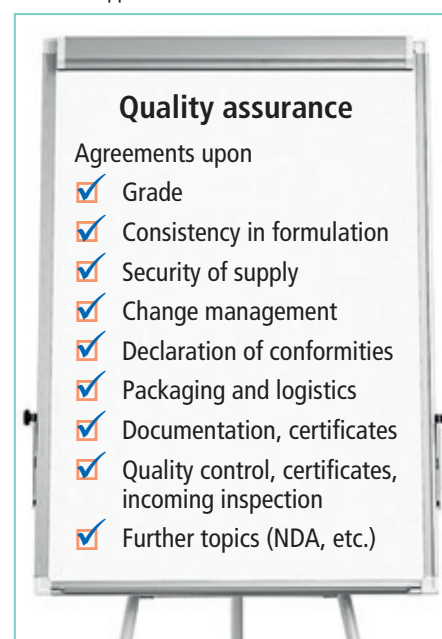 Quality assurance
Agreements upon
Grade
Consistency in formulation
Security of supply
Change management
Declaration of conformities
Packaging and logistics
Documentation, certificates
Quality control, certificates,
incoming inspection
Further topics (NDA, etc.)